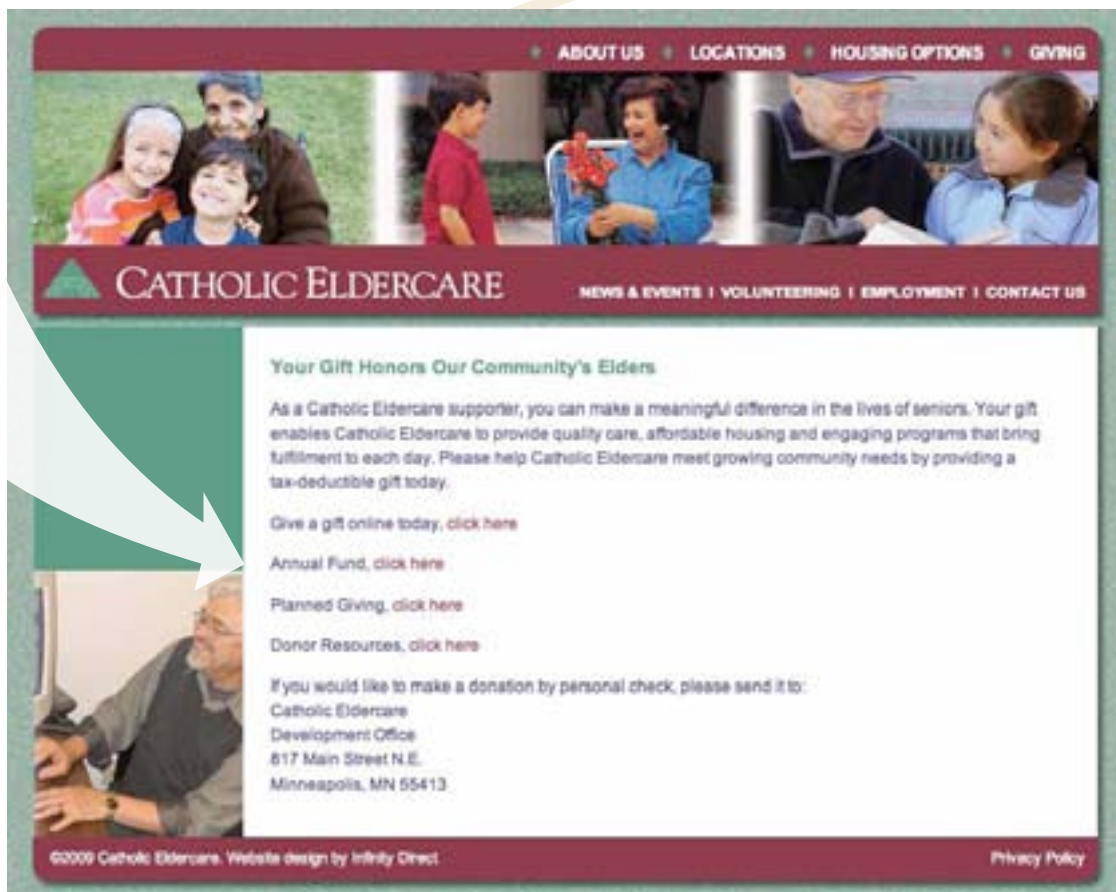 ABOUT US LOCATIONS HOUSING OPTIONS GIVING
CATHOLIC ELDERCARE
NEWS & EVENTS | VOLUNTEERING | EMPLOYMENT | CONTACT US
Your Gift Honors Our Community's Elders
As a Catholic Eldercare supporter, you can make a meaningful difference in the lives of seniors. Your gift
enables Catholic Eldercare to provide quality care, affordable housing and engaging programs that bring
fulfillment to each day. Please help Catholic Eldercare meet growing community needs by providing a
tax-deductible gift today.
Give a gift online today, click here
Annual Fund, click here
Planned Giving, click here
Donor Resources, click here
If you would like to make a donation by personal check, please send it to:
Catholic Eldercare
Development Office
817 Main Street N.E.
Minneapolis, MN 55413
©2009 Catholic Eldercare. Website design by Infinity Direct
Privacy Policy